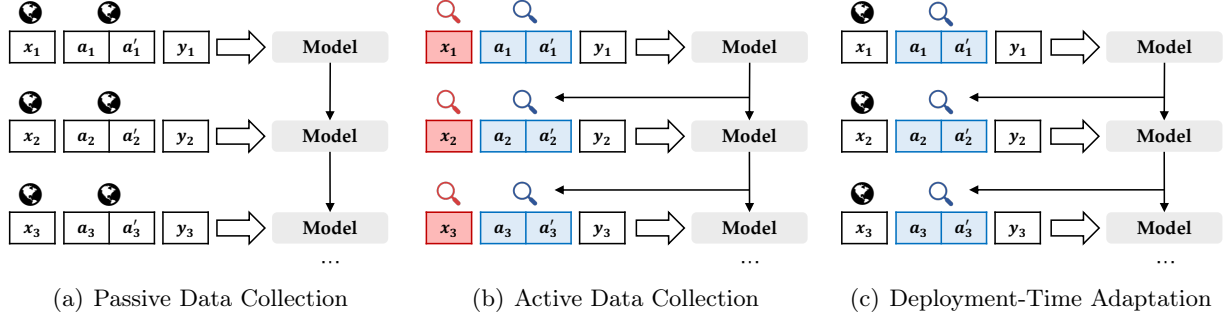 x₁ a₁ a′₁ y₁ Model
x₂ a₂ a′₂ y₂ Model
x₃ a₃ a′₃ y₃ Model
...
(a) Passive Data Collection
x₁ a₁ a′₁ y₁ Model
x₂ a₂ a′₂ y₂ Model
x₃ a₃ a′₃ y₃ Model
...
(b) Active Data Collection
x₁ a₁ a′₁ y₁ Model
x₂ a₂ a′₂ y₂ Model
x₃ a₃ a′₃ y₃ Model
...
(c) Deployment-Time Adaptation